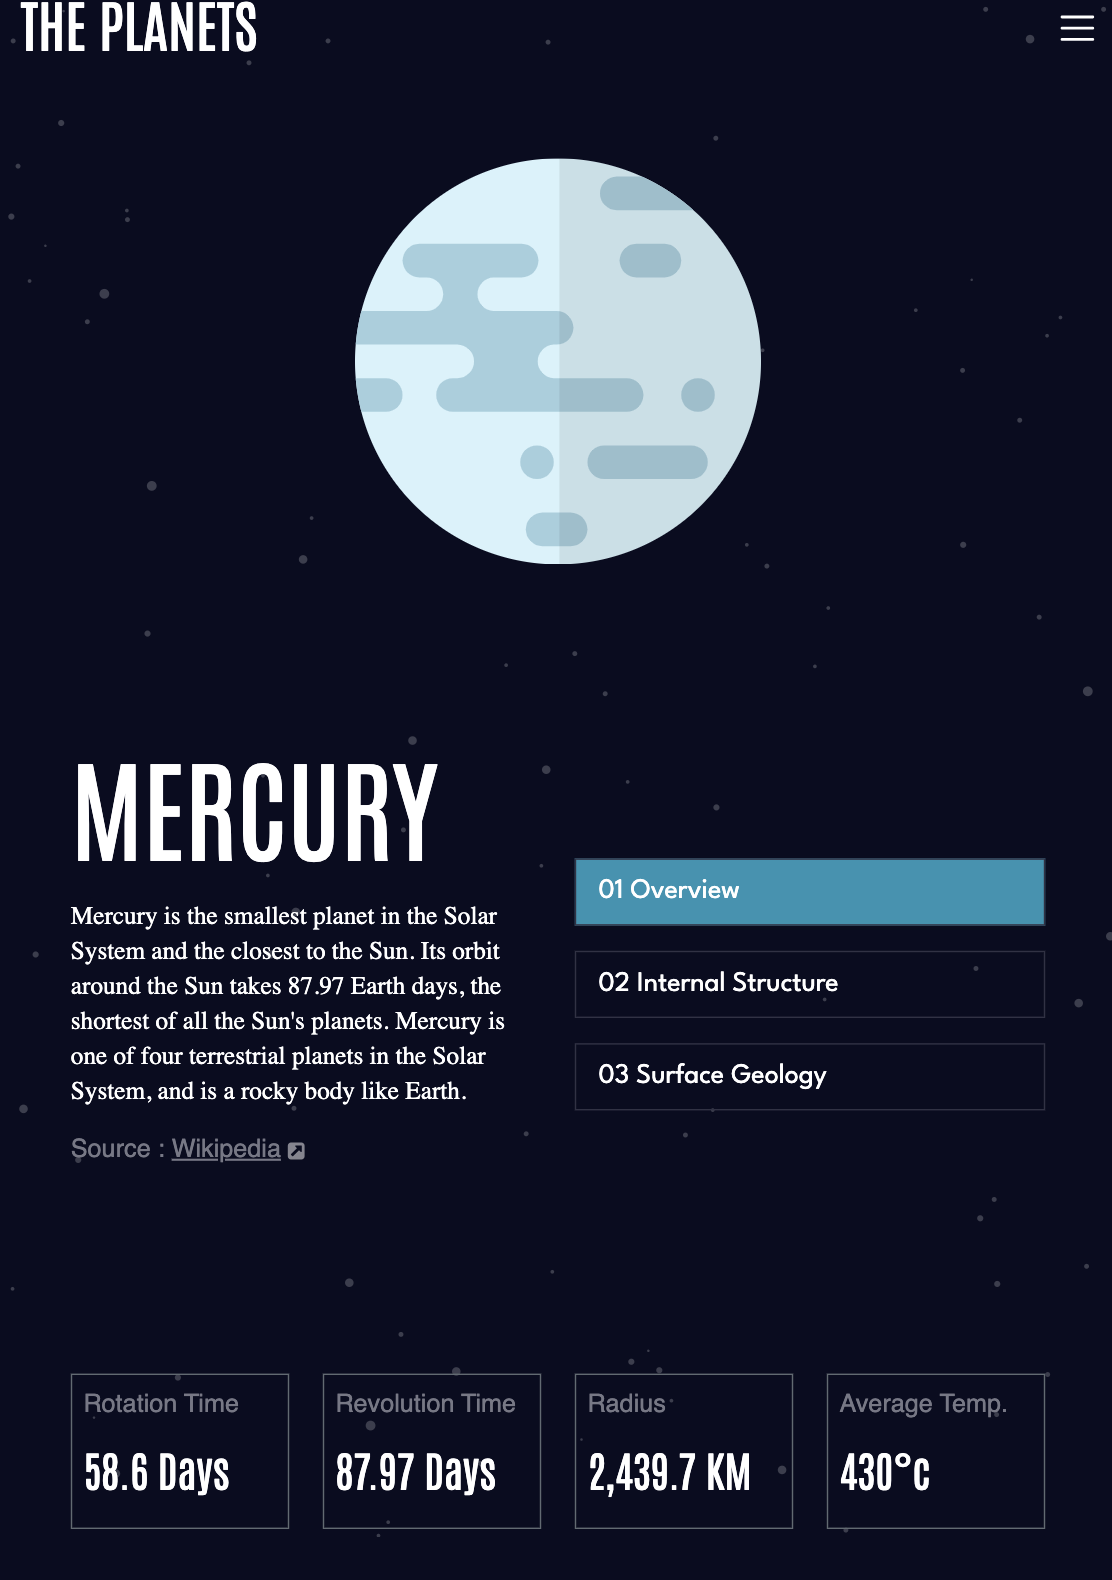 THE PLANETS
MERCURY
Mercury is the smallest planet in the Solar
System and the closest to the Sun. Its orbit
around the Sun takes 87.97 Earth days, the
shortest of all the Sun's planets. Mercury is
one of four terrestrial planets in the Solar
System, and is a rocky body like Earth.
Source : Wikipedia
01 Overview
02 Internal Structure
03 Surface Geology
Rotation Time
58.6 Days
Revolution Time
87.97 Days
Radius
2,439.7 KM
Average Temp.
430°c